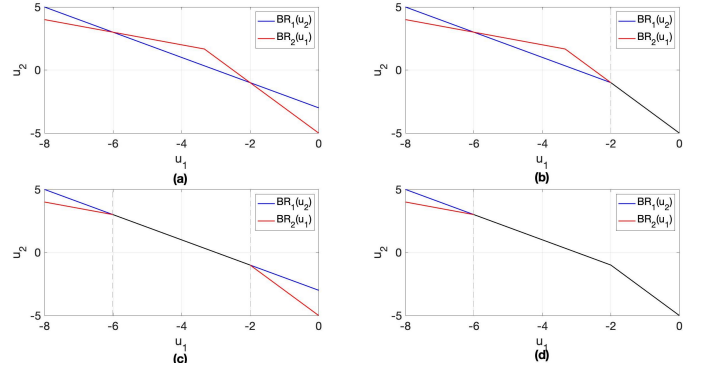 5
0
-5
u2
BR1(u2)
BR2(u1)
-8 -6 -4 -2 0
u1
(a)
5
0
-5
u2
BR1(u2)
BR2(u1)
-8 -6 -4 -2 0
u1
(b)
5
0
-5
u2
BR1(u2)
BR2(u1)
-8 -6 -4 -2 0
u1
(c)
5
0
-5
u2
BR1(u2)
BR2(u1)
-8 -6 -4 -2 0
u1
(d)